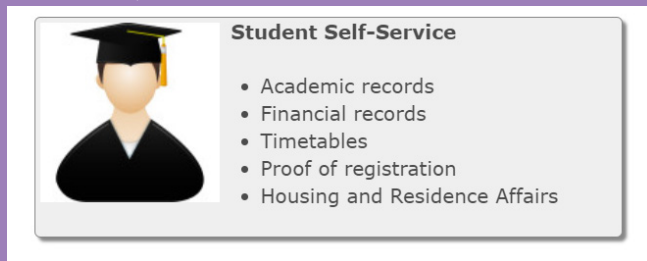 Student Self-Service
• Academic records
• Financial records
• Timetables
• Proof of registration
• Housing and Residence Affairs